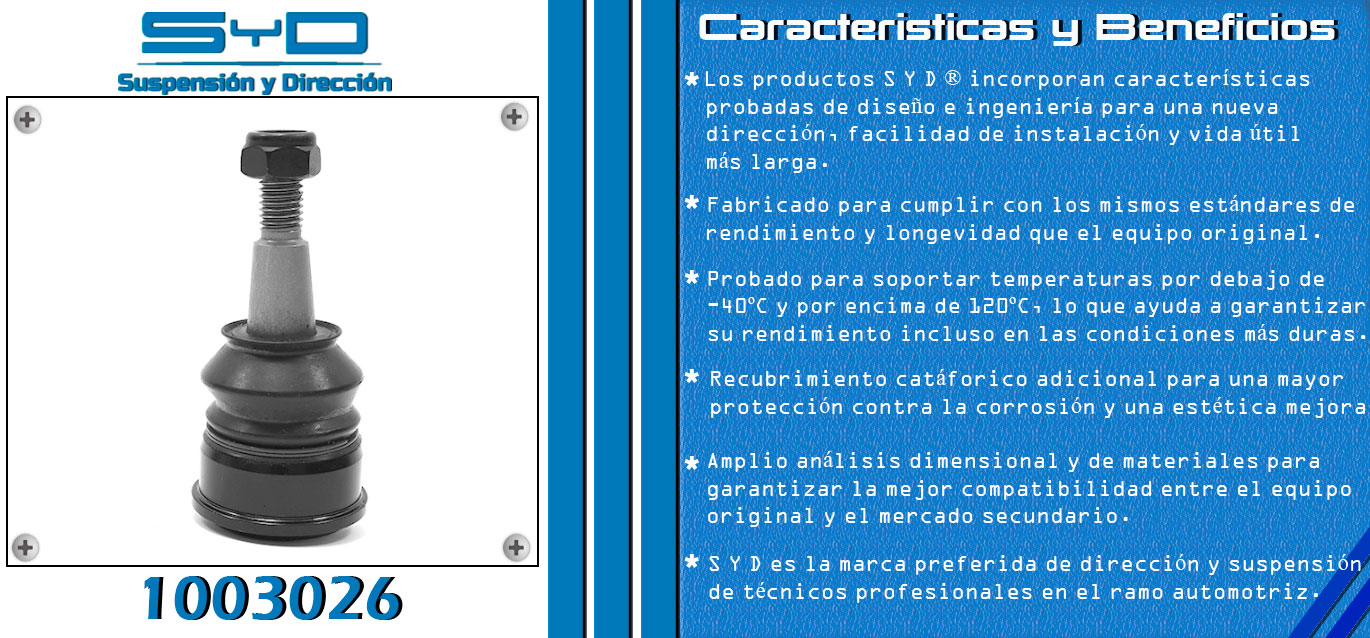 SYD
Suspensión y Dirección
1003026
Caracteristicas y Beneficios
* Los productos S Y D ® incorporan características
probadas de diseño e ingeniería para una nueva
dirección, facilidad de instalación y vida útil
más larga.
* Fabricado para cumplir con los mismos estándares de
rendimiento y longevidad que el equipo original.
* Probado para soportar temperaturas por debajo de
-40ºC y por encima de 120ºC, lo que ayuda a garantizar
su rendimiento incluso en las condiciones más duras.
* Recubrimiento catáforico adicional para una mayor
protección contra la corrosión y una estética mejora
* Amplio análisis dimensional y de materiales para
garantizar la mejor compatibilidad entre el equipo
original y el mercado secundario.
* S Y D es la marca preferida de dirección y suspensión
de técnicos profesionales en el ramo automotriz.